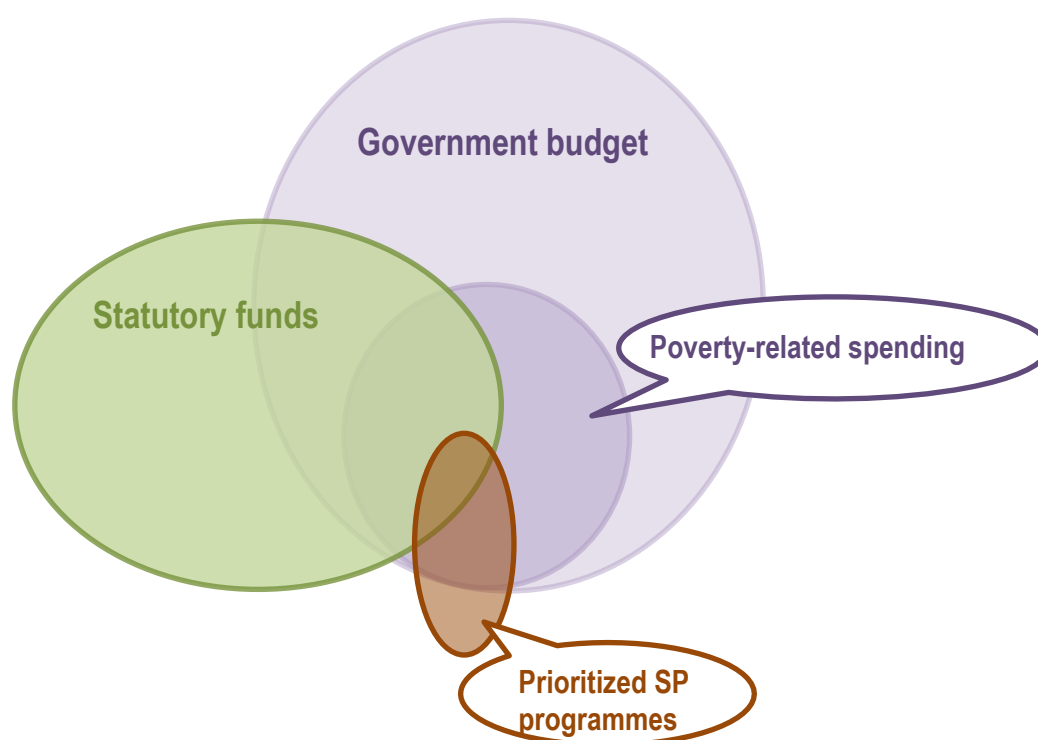 Government budget
Statutory funds
Poverty-related spending
Prioritized SP
programmes